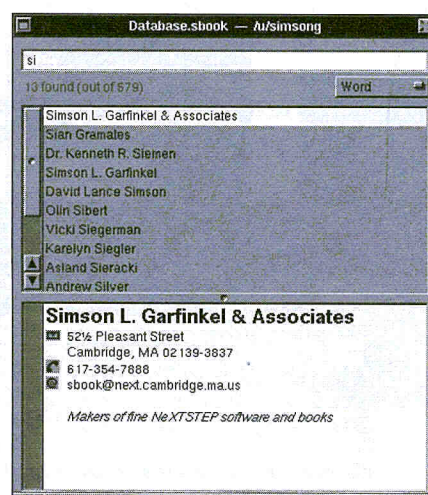 Database.sbook — /u/simsong
si
13 found (out of 579)
Word
Simson L. Garfinkel & Associates
Sian Gramates
Dr. Kenneth R. Siemen
Simson L. Garfinkel
David Lance Simson
Olin Sibert
Vicki Siegerman
Karelyn Siegler
Asland Sieracki
Andrew Silver
Simson L. Garfinkel & Associates
52½ Pleasant Street
Cambridge, MA 02139-3837
617-354-7888
sbook@next.cambridge.ma.us
Makers of fine NeXTSTEP software and books